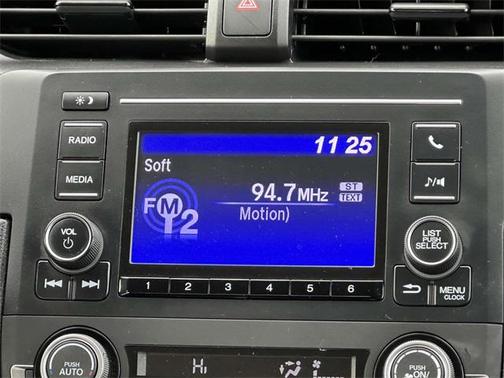 RADIO
MEDIA
VOL
11 25
Soft
94.7MHz
ST
TEXT
FM 12
Motion)
1 2 3 4 5 6
LIST
PUSH
SELECT
MENU
CLOCK
PUSH
AUTO
Hi
PUSH
ON/